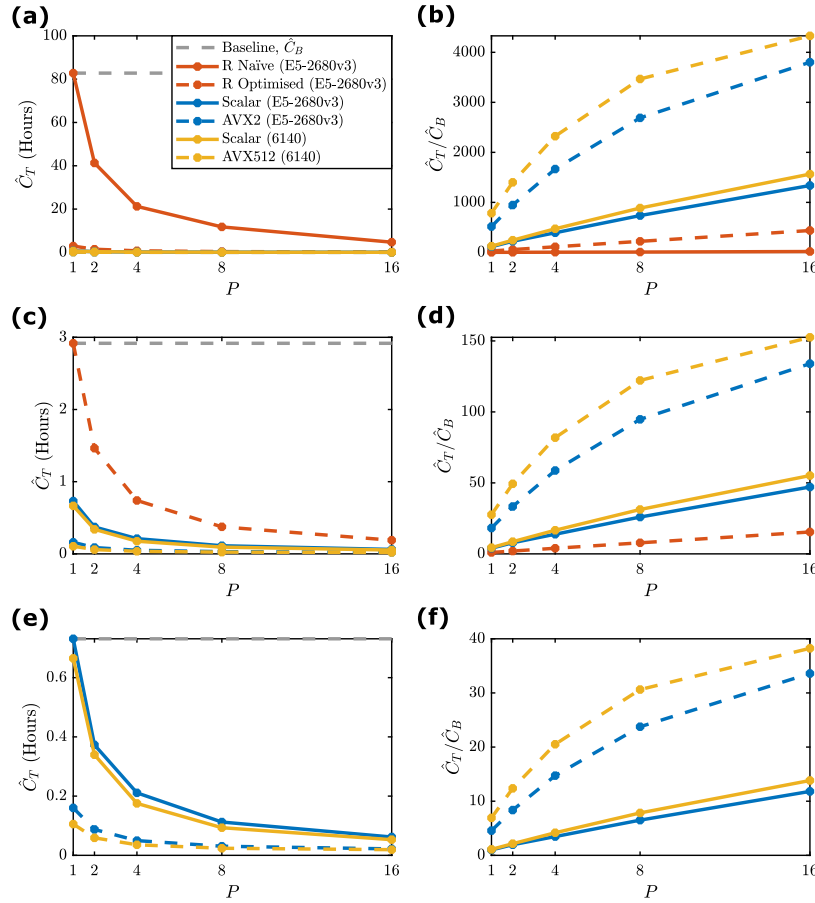 (a)
100
80
60
40
20
0
Ĉ_T (Hours)
1 2 4 8 16
P
Baseline, Ĉ_B
R Naïve (E5-2680v3)
R Optimised (E5-2680v3)
Scalar (E5-2680v3)
AVX2 (E5-2680v3)
Scalar (6140)
AVX512 (6140)
(b)
4000
3000
2000
1000
0
Ĉ_T/Ĉ_B
1 2 4 8 16
P
(c)
3
2
1
0
Ĉ_T (Hours)
1 2 4 8 16
P
(d)
150
100
50
0
Ĉ_T/Ĉ_B
1 2 4 8 16
P
(e)
0.6
0.4
0.2
0
Ĉ_T (Hours)
1 2 4 8 16
P
(f)
40
30
20
10
0
Ĉ_T/Ĉ_B
1 2 4 8 16
P